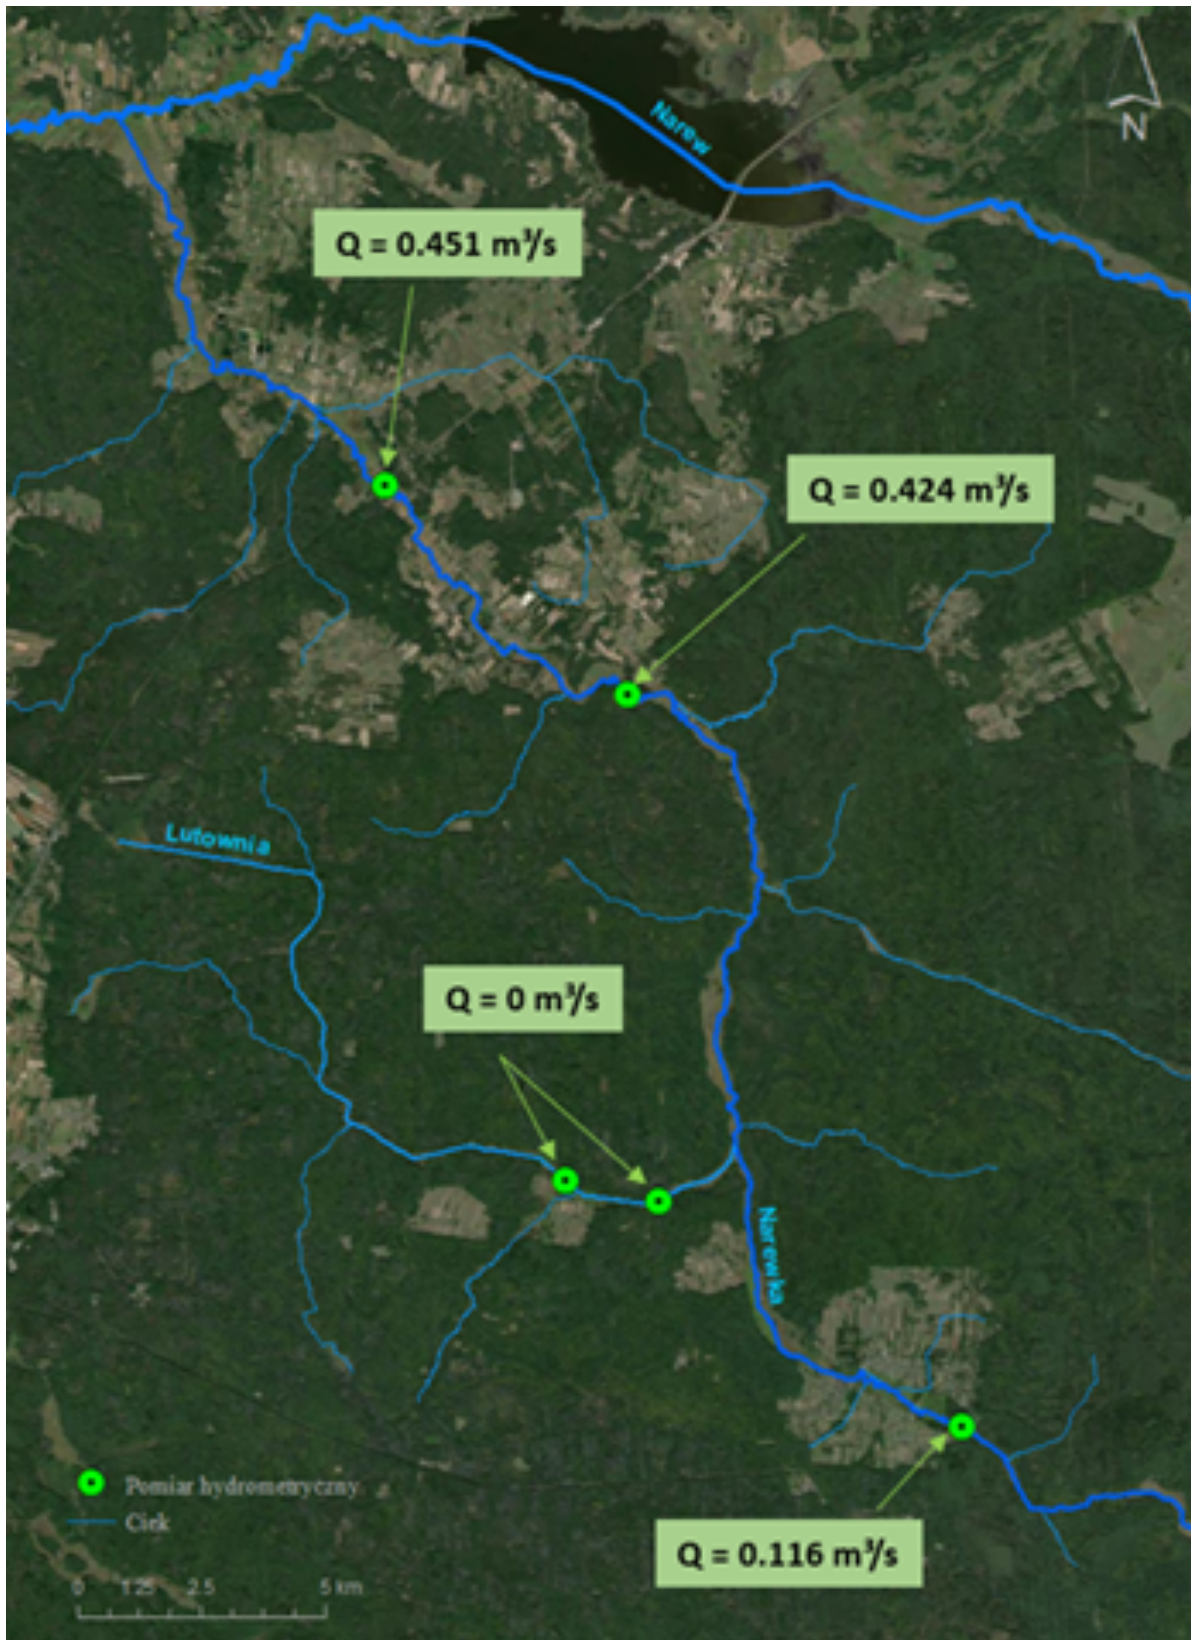 Narew
N
Q = 0.451 m³/s
Q = 0.424 m³/s
Lutownia
Q = 0 m³/s
Narewka
Pomiar hydrometryczny
Ciek
0 1.25 2.5 5 km
Q = 0.116 m³/s